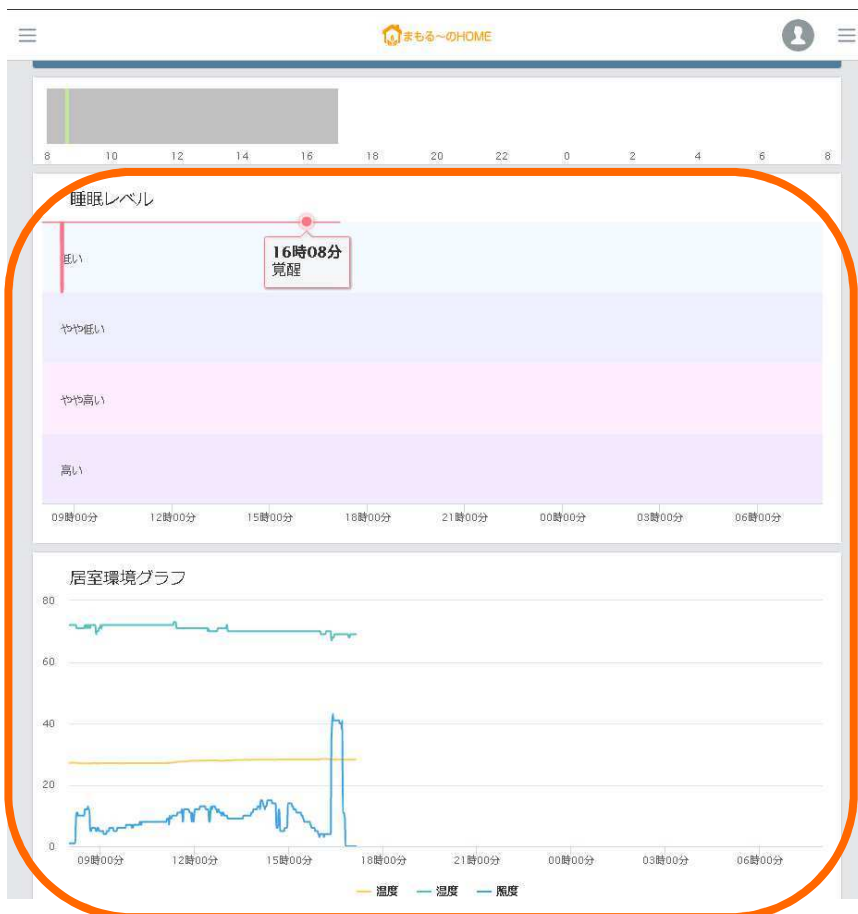 まもる～のHOME
8 10 12 14 16 18 20 22 0 2 4 6 8
睡眠レベル
16時08分
覚醒
低い
やや低い
やや高い
高い
09時00分 12時00分 15時00分 18時00分 21時00分 00時00分 03時00分 06時00分
居室環境グラフ
80
60
40
20
0
09時00分 12時00分 15時00分 18時00分 21時00分 00時00分 03時00分 06時00分
温度 湿度 照度